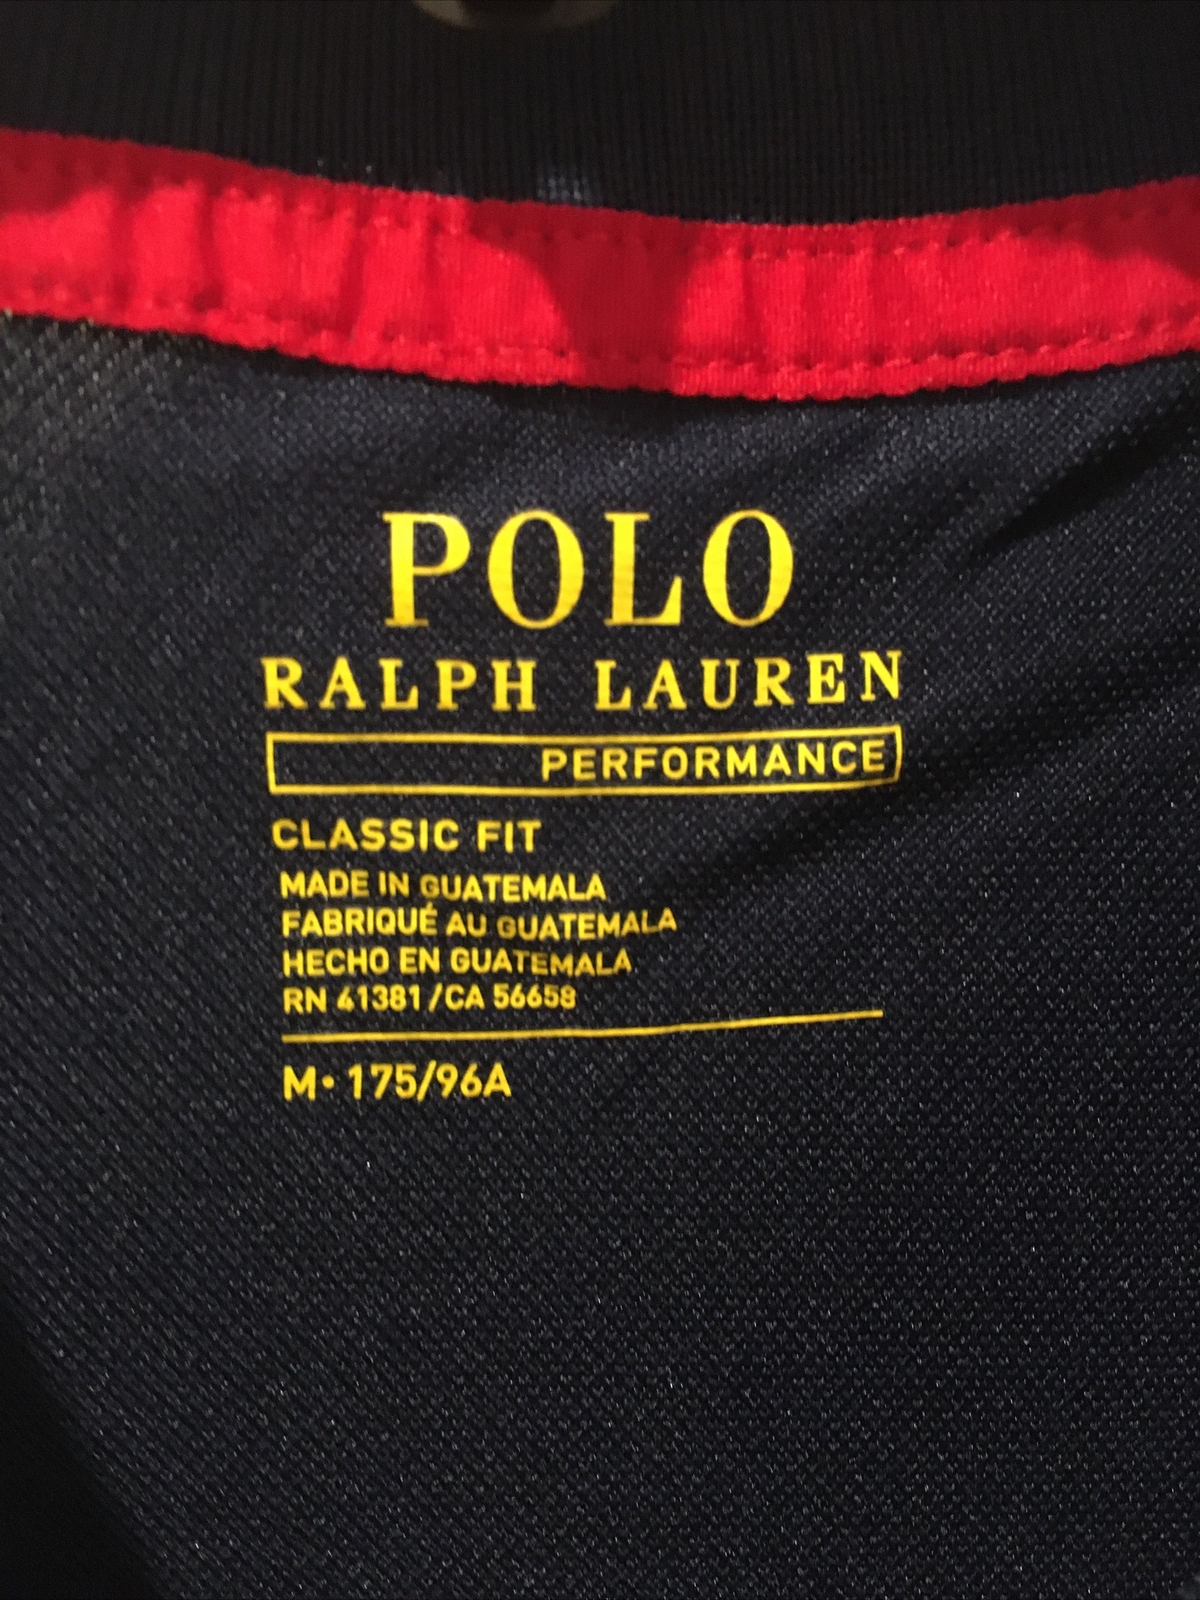 POLO
RALPH LAUREN
PERFORMANCE
CLASSIC FIT
MADE IN GUATEMALA
FABRIQUÉ AU GUATEMALA
HECHO EN GUATEMALA
RN 41381/CA 56658
M• 175/96A